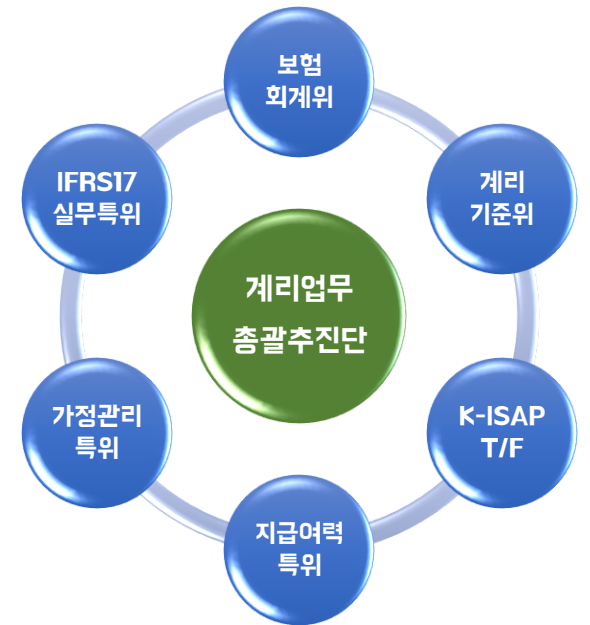 보험
회계위
IFRS17
실무특위
계리
기준위
계리업무
총괄추진단
가정관리
특위
K-ISAP
T/F
지급여력
특위